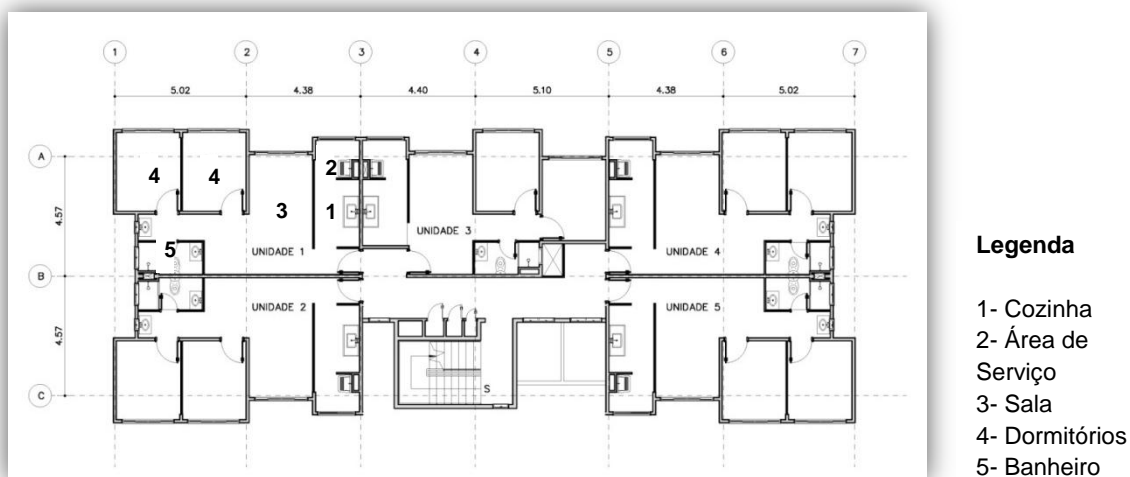 1 2 3 4 5 6 7
5.02 4.38 4.40 5.10 4.38 5.02
A
4 4 2
3 1
4.57
UNIDADE 3
5
UNIDADE 1 UNIDADE 4
B
UNIDADE 2 UNIDADE 5
4.57
S
C
Legenda
1- Cozinha
2- Área de
Serviço
3- Sala
4- Dormitórios
5- Banheiro